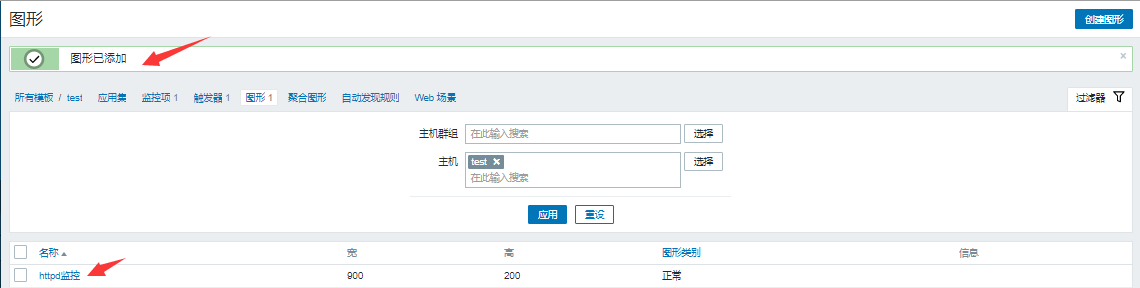 图形 创建图形
图形已添加 ×
所有模板 / test 应用集 监控项 1 触发器 1 图形 1 聚合图形 自动发现规则 Web 场景 过滤器
主机群组 在此输入搜索 选择
主机 test × 选择
在此输入搜索
应用 重设
名称 宽 高 图形类别 信息
httpd监控 900 200 正常